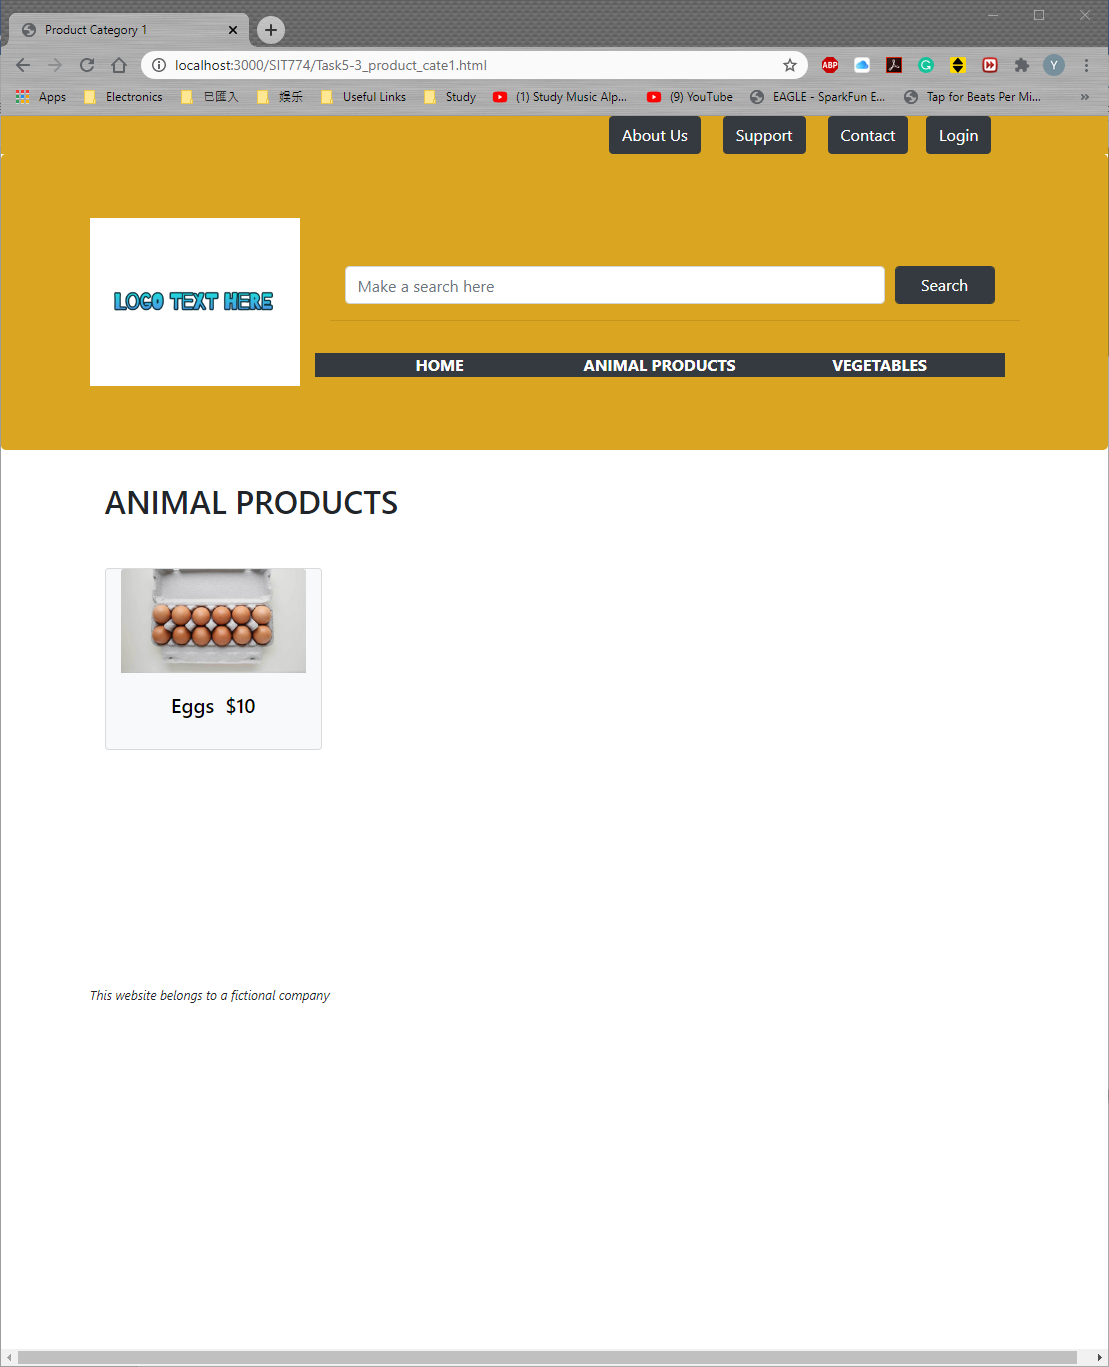 Product Category 1
localhost:3000/SIT774/Task5-3_product_cate1.html
ABP
Y
Apps Electronics 已匯入 娱乐 Useful Links Study (1) Study Music Alp... (9) YouTube EAGLE - SparkFun E... Tap for Beats Per Mi... »
About Us Support Contact Login
LOGO TEXT HERE
Make a search here Search
HOME ANIMAL PRODUCTS VEGETABLES
ANIMAL PRODUCTS
Eggs $10
This website belongs to a fictional company